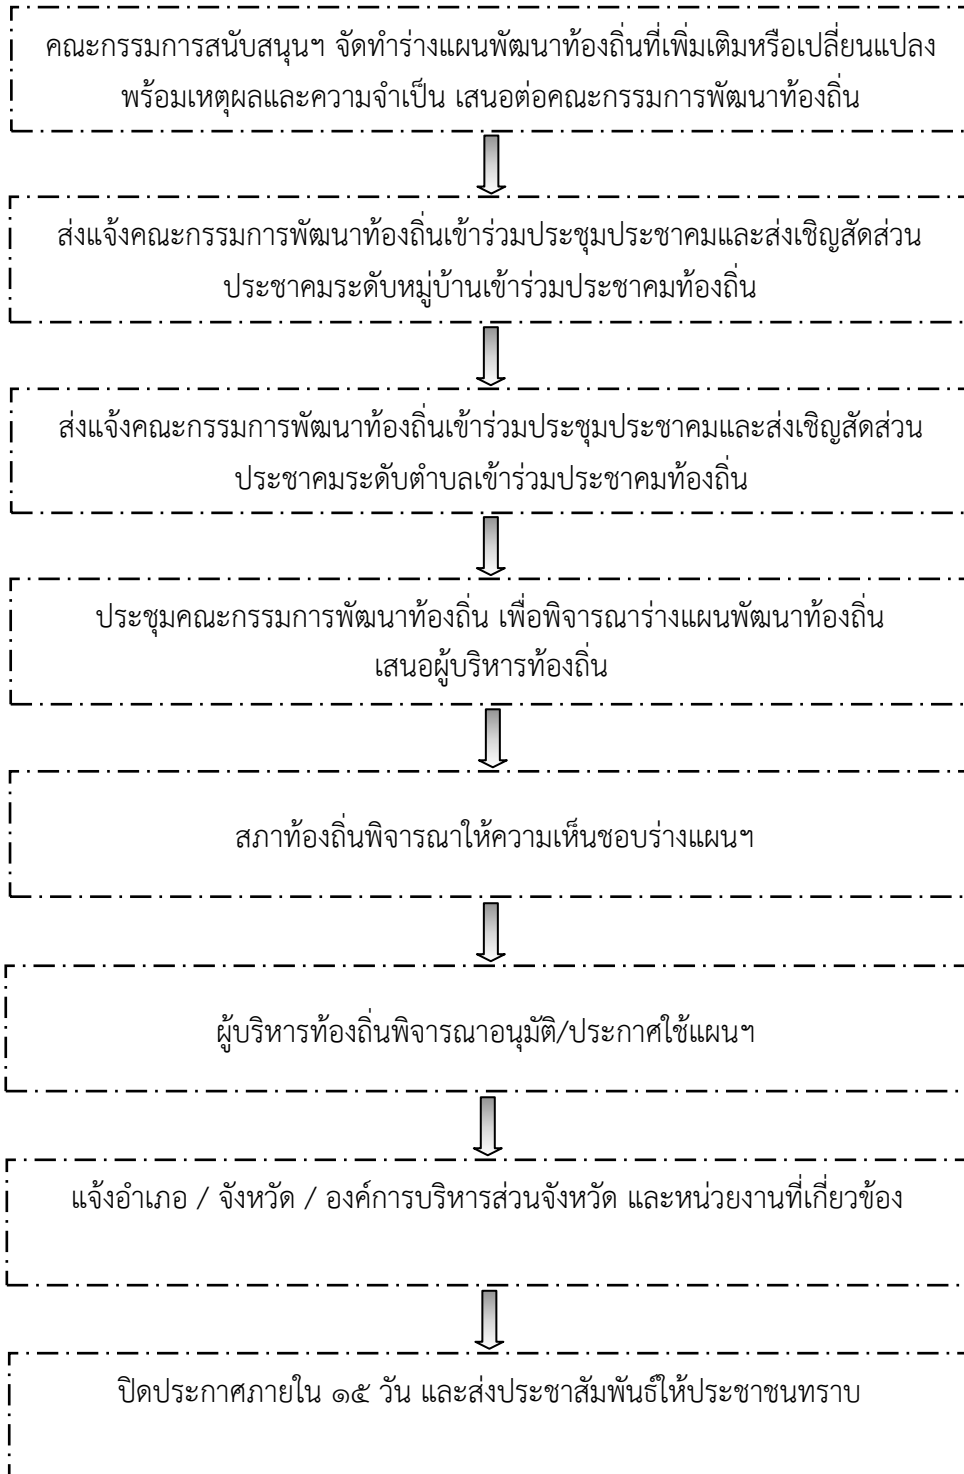 คณะกรรมการสนับสนุนฯ จัดทำร่างแผนพัฒนาท้องถิ่นที่เพิ่มเติมหรือเปลี่ยนแปลง
พร้อมเหตุผลและความจำเป็น เสนอต่อคณะกรรมการพัฒนาท้องถิ่น
ส่งแจ้งคณะกรรมการพัฒนาท้องถิ่นเข้าร่วมประชุมประชาคมและส่งเชิญสัดส่วน
ประชาคมระดับหมู่บ้านเข้าร่วมประชาคมท้องถิ่น
ส่งแจ้งคณะกรรมการพัฒนาท้องถิ่นเข้าร่วมประชุมประชาคมและส่งเชิญสัดส่วน
ประชาคมระดับตำบลเข้าร่วมประชาคมท้องถิ่น
ประชุมคณะกรรมการพัฒนาท้องถิ่น เพื่อพิจารณาร่างแผนพัฒนาท้องถิ่น
เสนอผู้บริหารท้องถิ่น
สภาท้องถิ่นพิจารณาให้ความเห็นชอบร่างแผนฯ
ผู้บริหารท้องถิ่นพิจารณาอนุมัติ/ประกาศใช้แผนฯ
แจ้งอำเภอ / จังหวัด / องค์การบริหารส่วนจังหวัด และหน่วยงานที่เกี่ยวข้อง
ปิดประกาศภายใน ๑๕ วัน และส่งประชาสัมพันธ์ให้ประชาชนทราบ